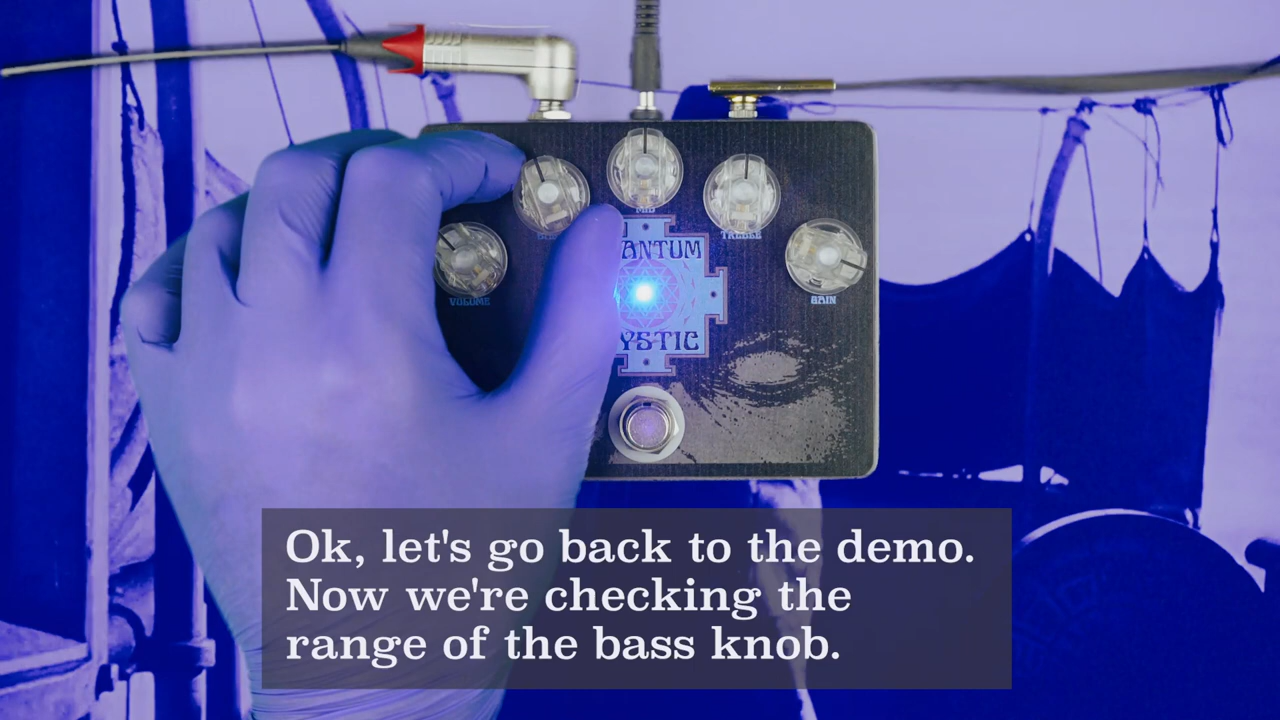 MID
TREBLE
VOLUME
GAIN
ANTUM
YSTIC
Ok, let's go back to the demo.
Now we're checking the
range of the bass knob.